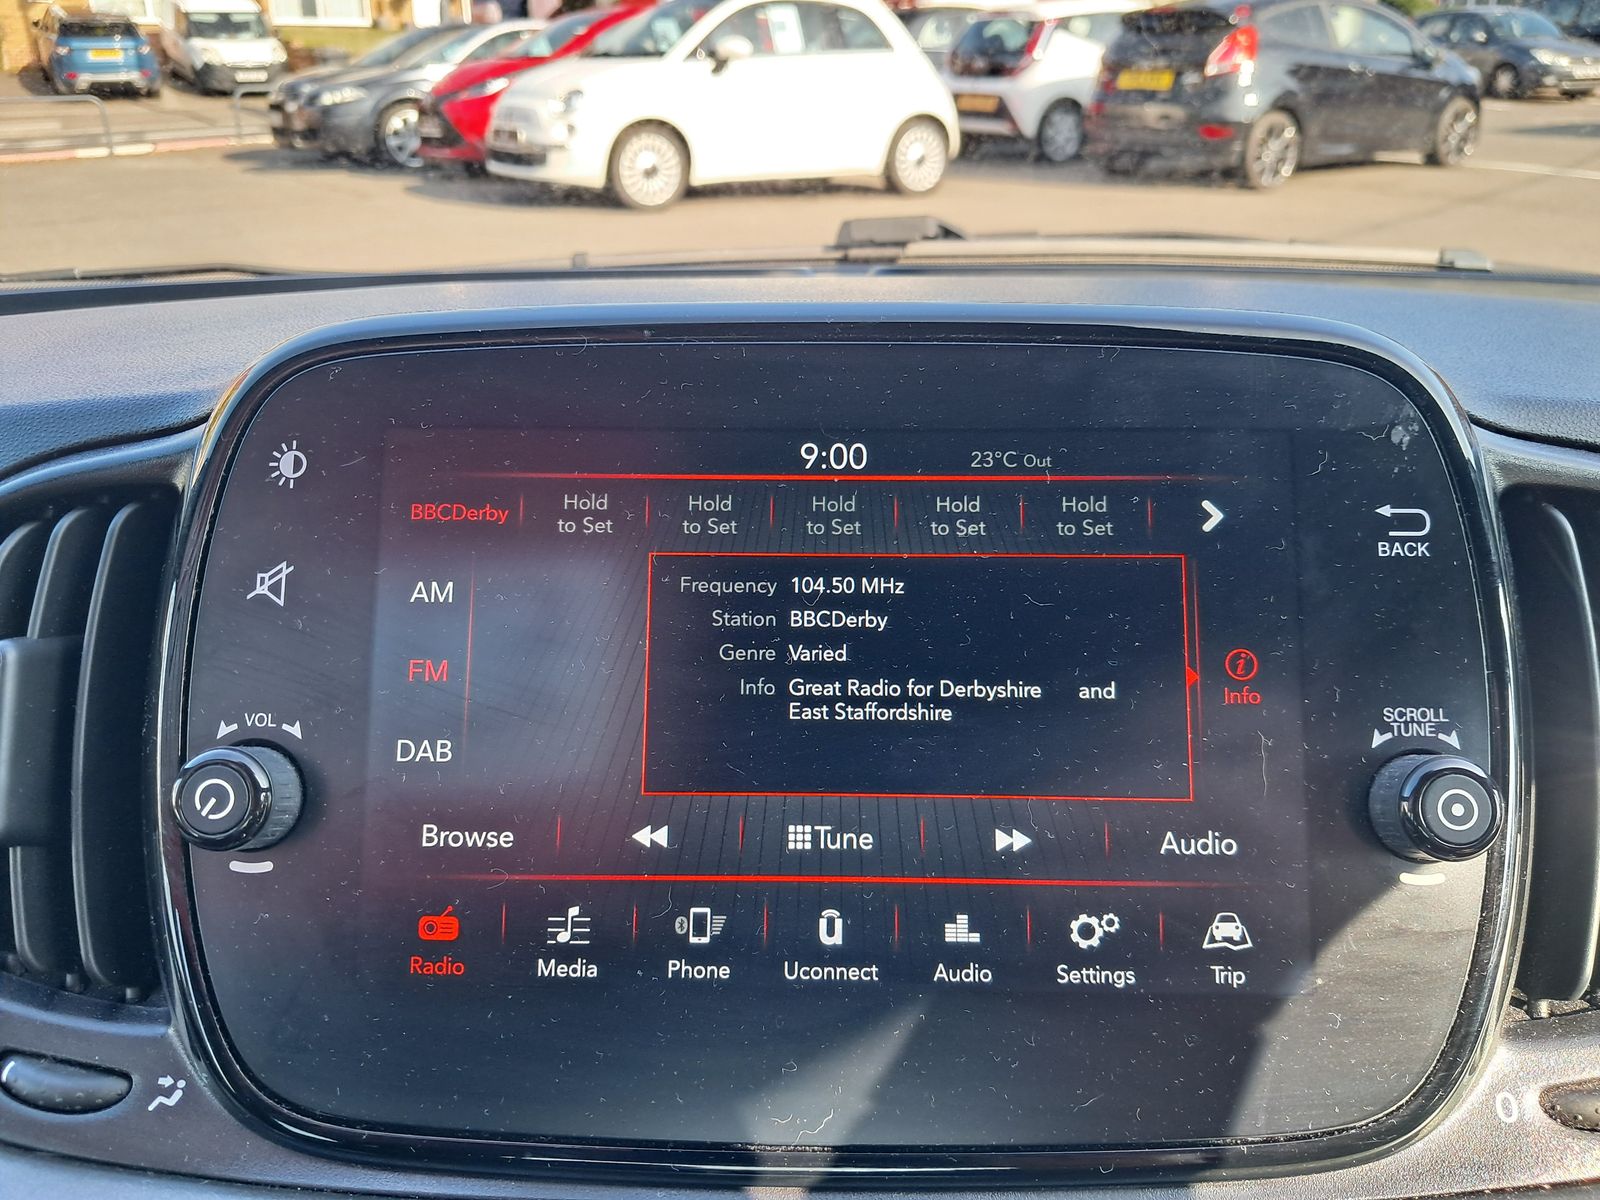 9:00
23°C Out
BBCDerby
Hold to Set
Hold to Set
Hold to Set
Hold to Set
Hold to Set
BACK
AM
FM
DAB
Frequency 104.50 MHz
Station BBCDerby
Genre Varied
Info Great Radio for Derbyshire and
East Staffordshire
Info
VOL
SCROLL
TUNE
Browse
Tune
Audio
Radio
Media
Phone
Uconnect
Audio
Settings
Trip
0